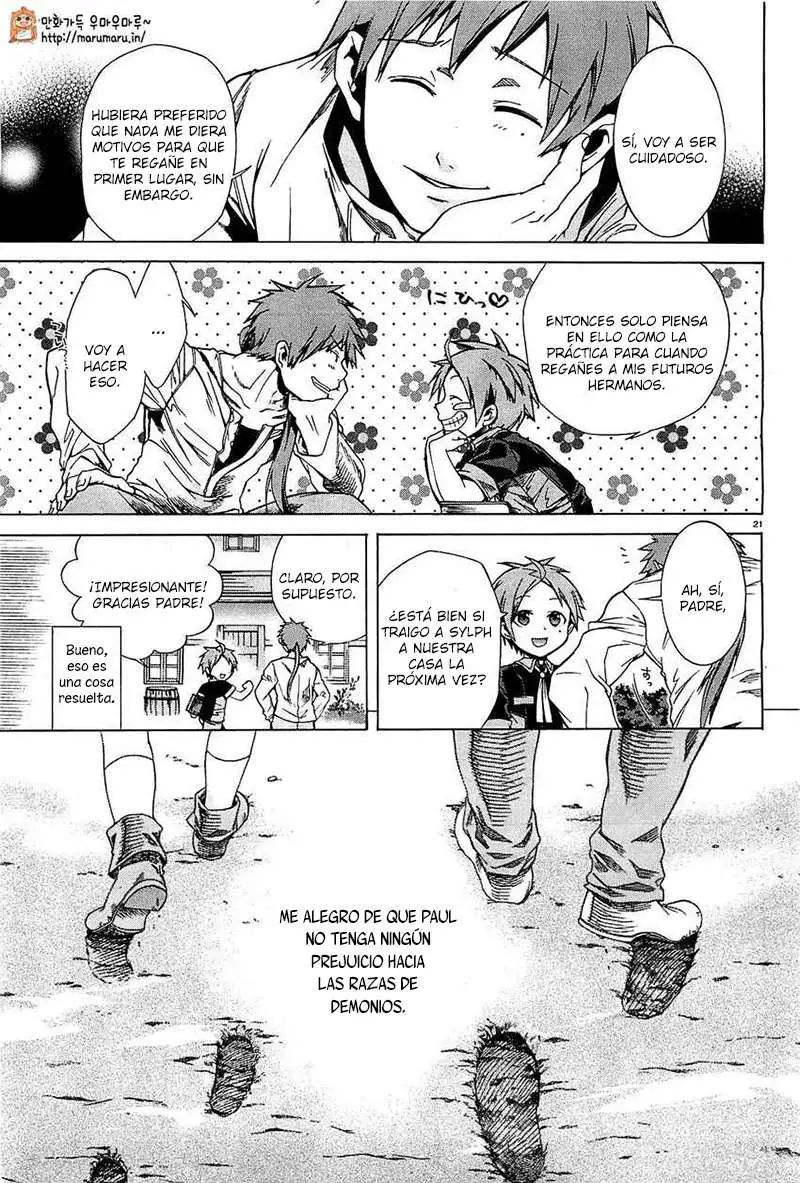 만화가득 우마우마루~
http://marumaru.in/
SÍ, VOY A SER
CUIDADOSO.
HUBIERA PREFERIDO
QUE NADA ME DIERA
MOTIVOS PARA QUE
TE REGAÑE EN
PRIMER LUGAR, SIN
EMBARGO.
ENTONCES SOLO PIENSA
EN ELLO COMO LA
PRÁCTICA PARA CUANDO
REGAÑES A MIS FUTUROS
HERMANOS.
にひっ♡
...
VOY A
HACER
ESO.
21
AH, SÍ,
PADRE,
¿ESTÁ BIEN SI
TRAIGO A SYLPH
A NUESTRA
CASA LA
PRÓXIMA VEZ?
CLARO, POR
SUPUESTO.
¡IMPRESIONANTE!
GRACIAS PADRE!
Bueno,
eso es
una cosa
resuelta.
ME ALEGRO DE QUE PAUL
NO TENGA NINGÚN
PREJUICIO HACIA
LAS RAZAS DE
DEMONIOS.